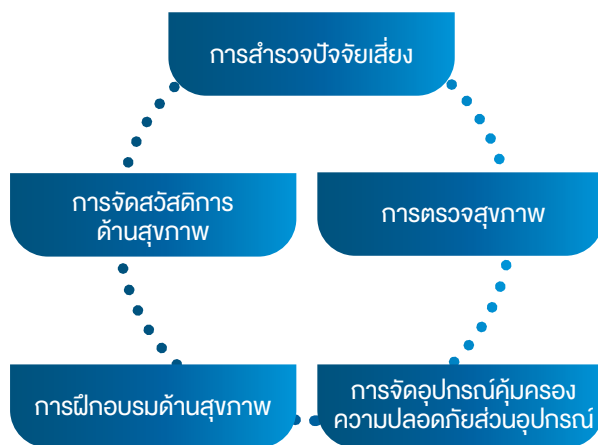 การสำรวจปัจจัยเสี่ยง
การจัดสวัสดิการ
ด้านสุขภาพ
การตรวจสุขภาพ
การฝึกอบรมด้านสุขภาพ
การจัดอุปกรณ์คุ้มครอง
ความปลอดภัยส่วนอุปกรณ์